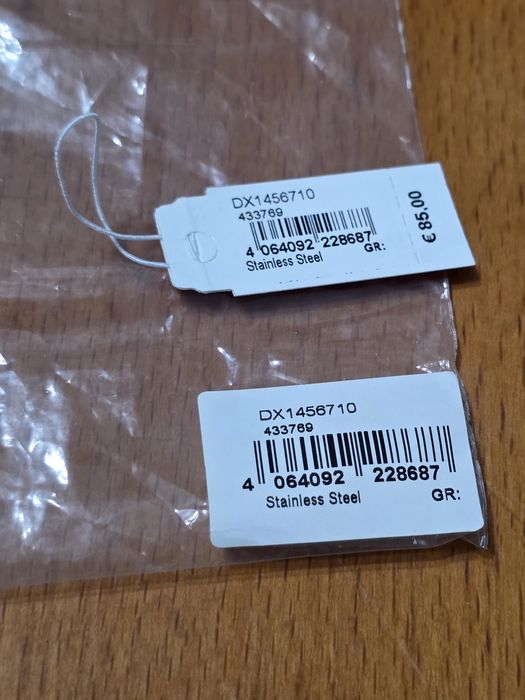 DX1456710
433769
4 064092 228687
Stainless Steel GR:
€ 85,00
DX1456710
433769
4 064092 228687
Stainless Steel GR: